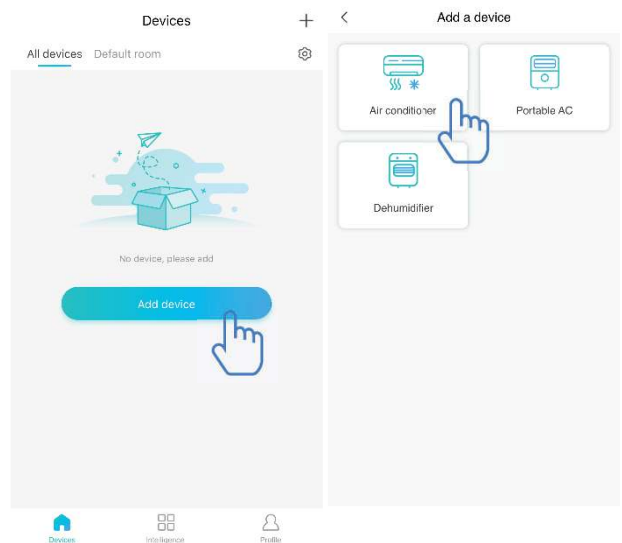 Devices
All devices Default room
No device, please add
Add device
Devices Intelligence Profile
Add a device
Air conditioner Portable AC
Dehumidifier